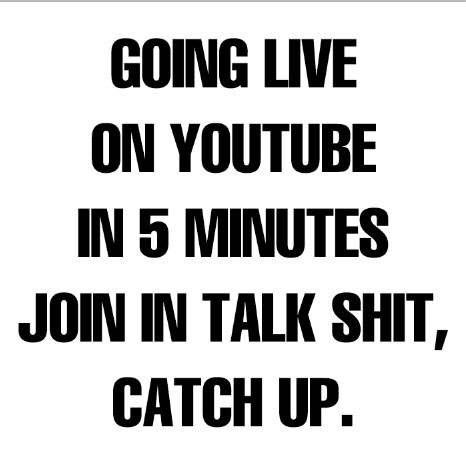 GOING LIVE
ON YOUTUBE
IN 5 MINUTES
JOIN IN TALK SHIT,
CATCH UP.